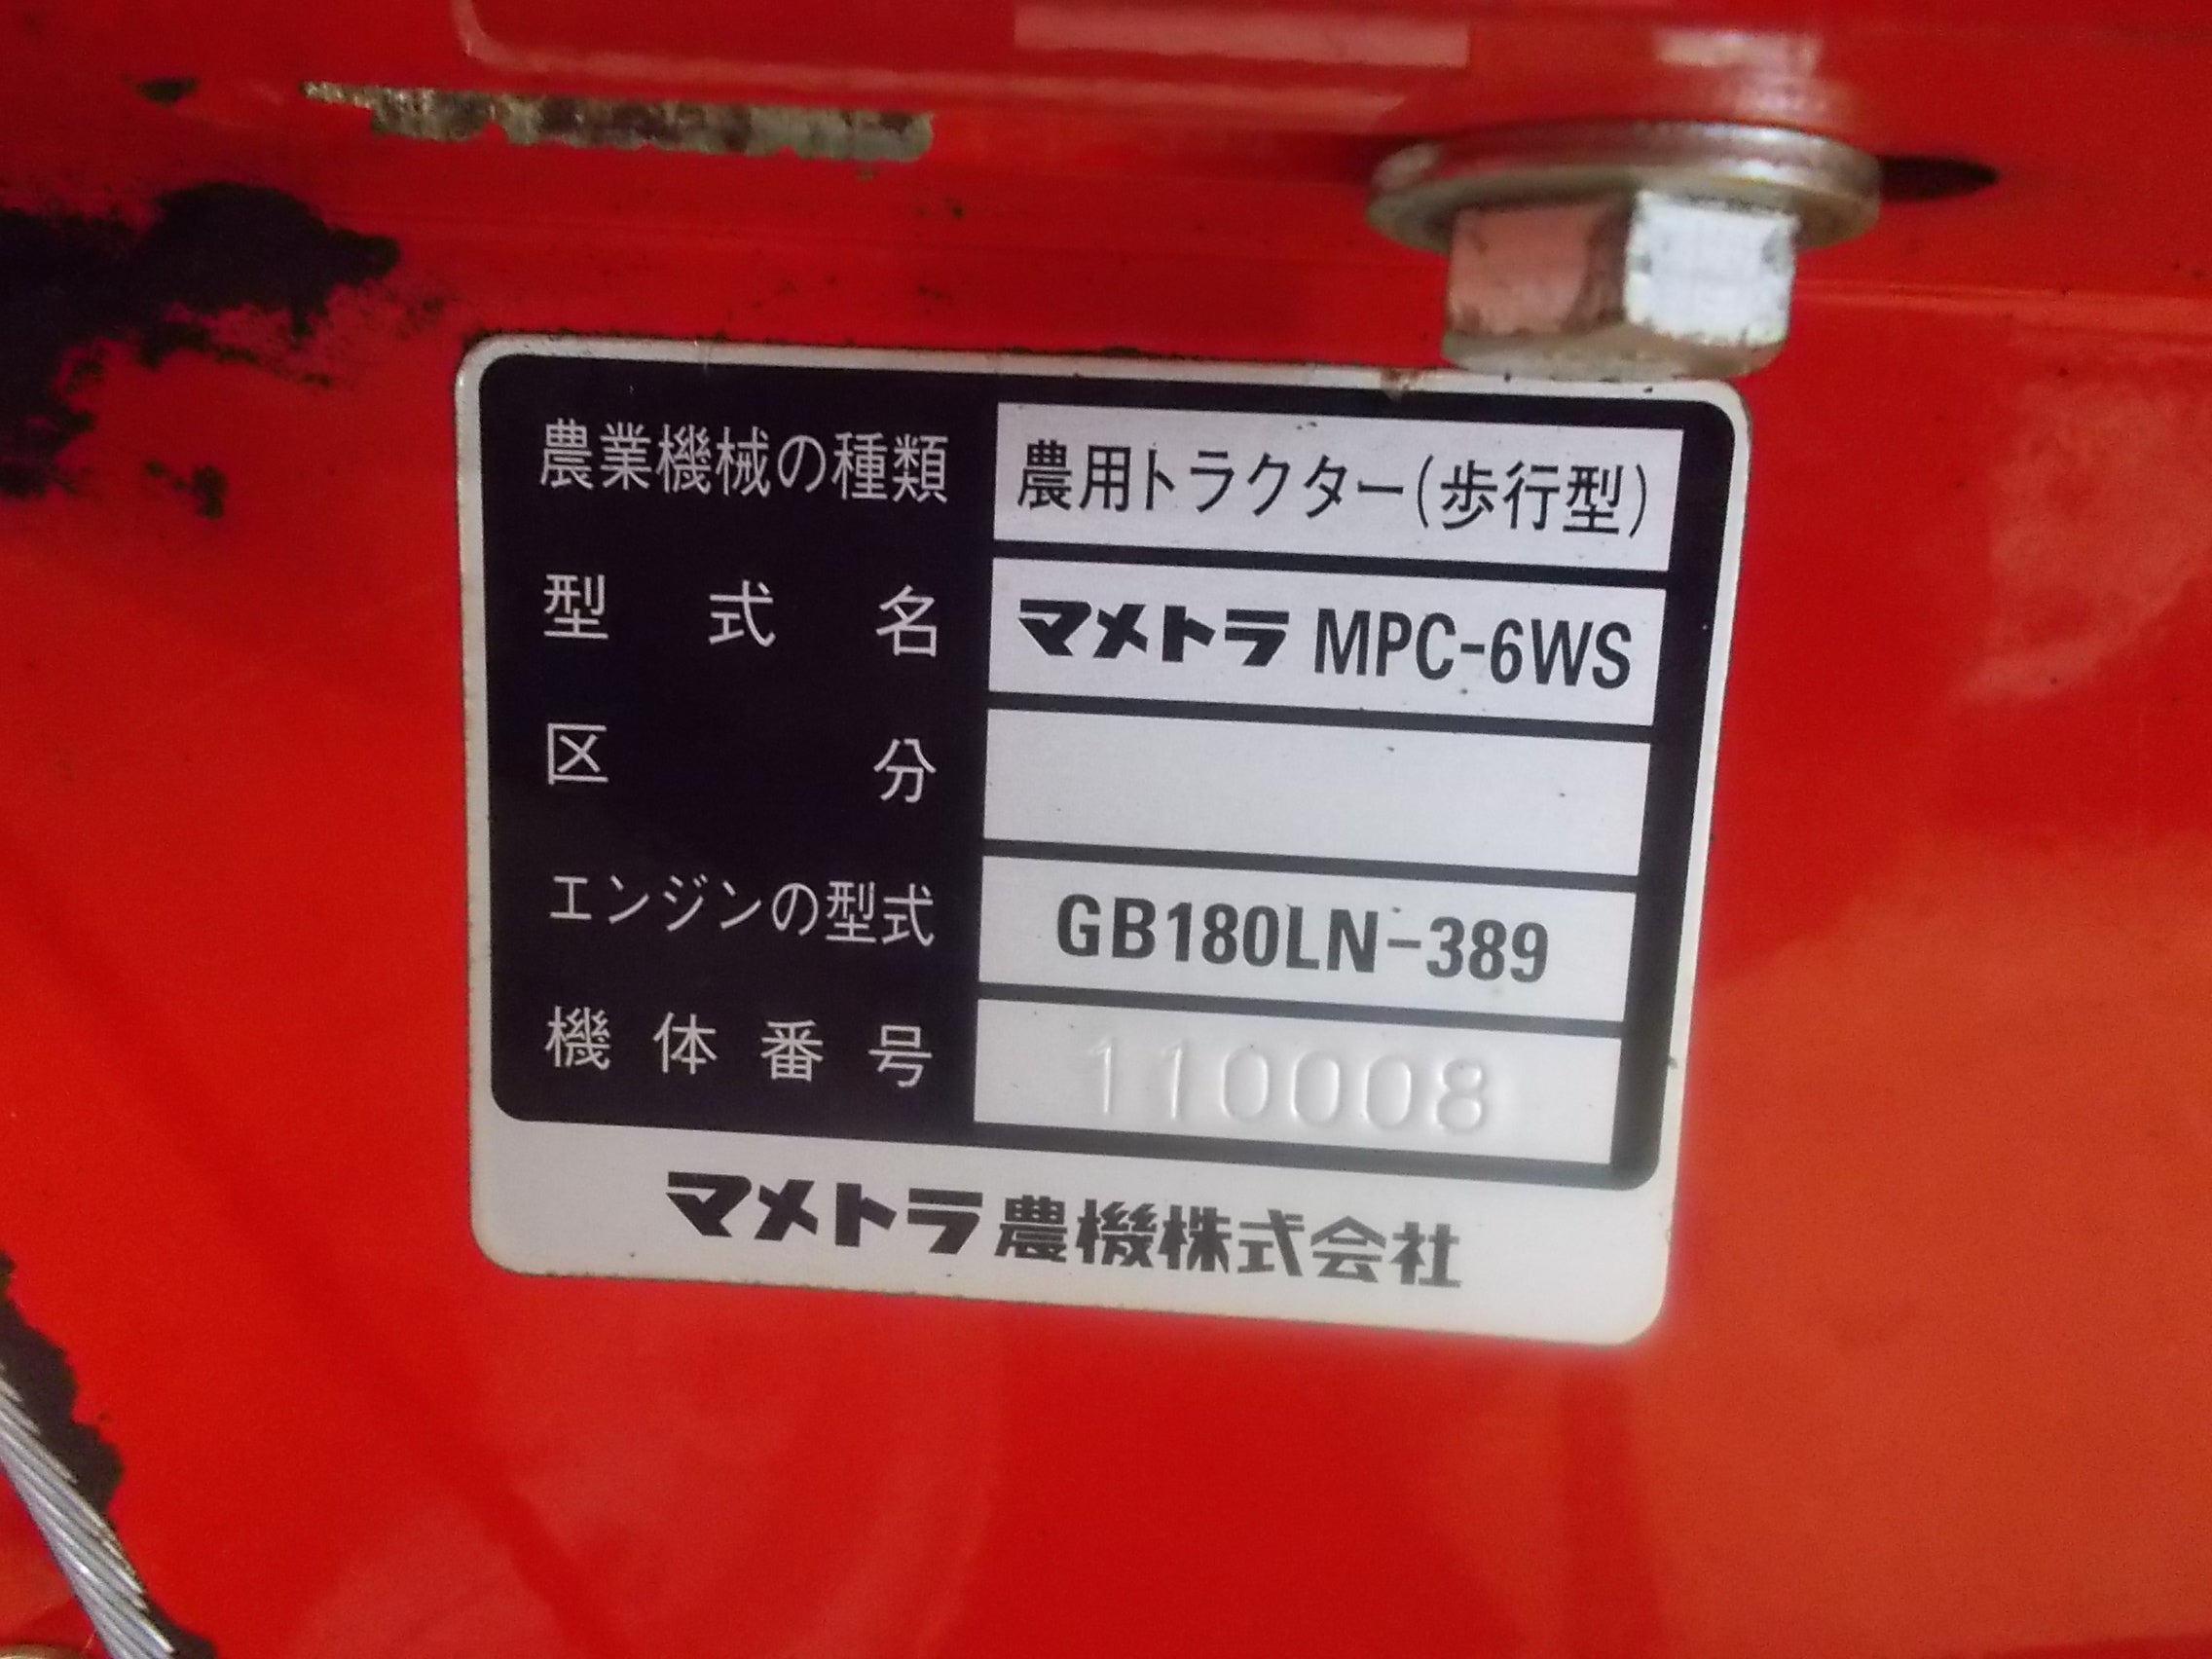 農業機械の種類 農用トラクター(歩行型)
型式名 マメトラ MPC-6WS
区分
エンジンの型式 GB180LN-389
機体番号 110008
マメトラ農機株式会社